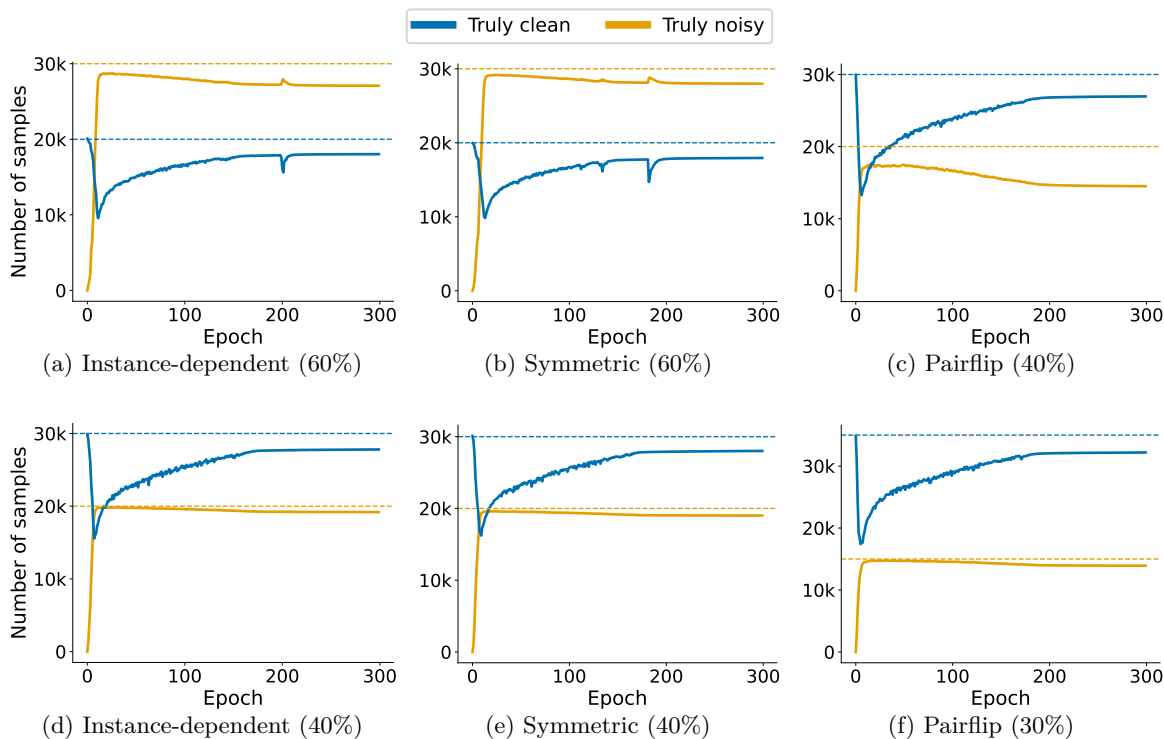 Truly clean Truly noisy
Number of samples
30k
20k
10k
0
0 100 200 300
Epoch
(a) Instance-dependent (60%)
30k
20k
10k
0
0 100 200 300
Epoch
(b) Symmetric (60%)
30k
20k
10k
0
0 100 200 300
Epoch
(c) Pairflip (40%)
Number of samples
30k
20k
10k
0
0 100 200 300
Epoch
(d) Instance-dependent (40%)
30k
20k
10k
0
0 100 200 300
Epoch
(e) Symmetric (40%)
30k
20k
10k
0
0 100 200 300
Epoch
(f) Pairflip (30%)